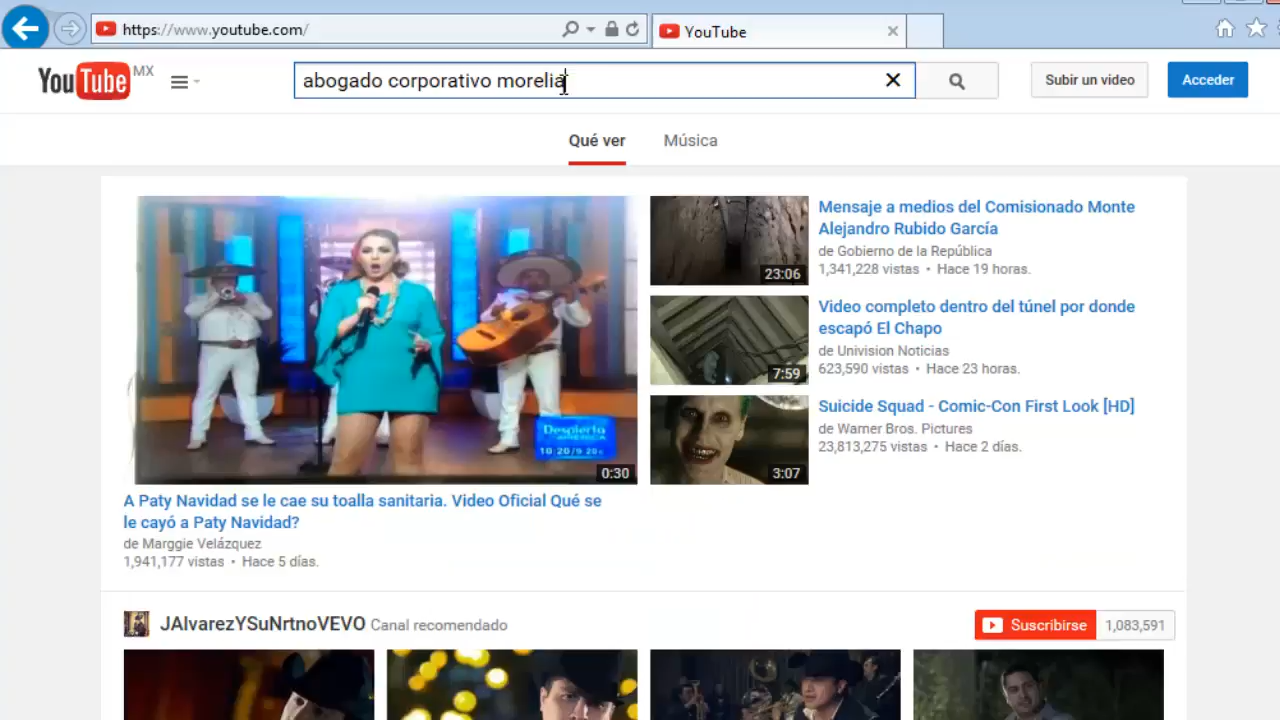 https://www.youtube.com/
YouTube
YouTube MX
abogado corporativo morelia
Subir un video
Acceder
Qué ver
Música
Despierta
AMERICA
0:30
A Paty Navidad se le cae su toalla sanitaria. Video Oficial Qué se
le cayó a Paty Navidad?
de Marggie Velázquez
1,941,177 vistas • Hace 5 días.
23:06
Mensaje a medios del Comisionado Monte
Alejandro Rubido García
de Gobierno de la República
1,341,228 vistas • Hace 19 horas.
7:59
Video completo dentro del túnel por donde
escapó El Chapo
de Univision Noticias
623,590 vistas • Hace 23 horas.
3:07
Suicide Squad - Comic-Con First Look [HD]
de Warner Bros. Pictures
23,813,275 vistas • Hace 2 días.
JAlvarezYSuNrtnoVEVO Canal recomendado
Suscribirse 1,083,591